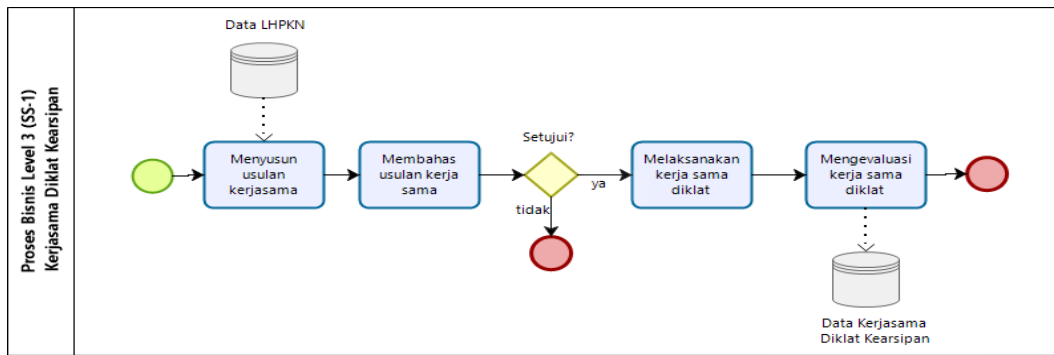 Proses Bisnis Level 3 (SS-1)
Kerjasama Diklat Kearsipan
Data LHPKN
Menyusun
usulan
kerjasama
Membahas
usulan kerja
sama
Setujui?
ya
tidak
Melaksanakan
kerja sama
diklat
Mengevaluasi
kerja sama
diklat
Data Kerjasama
Diklat Kearsipan